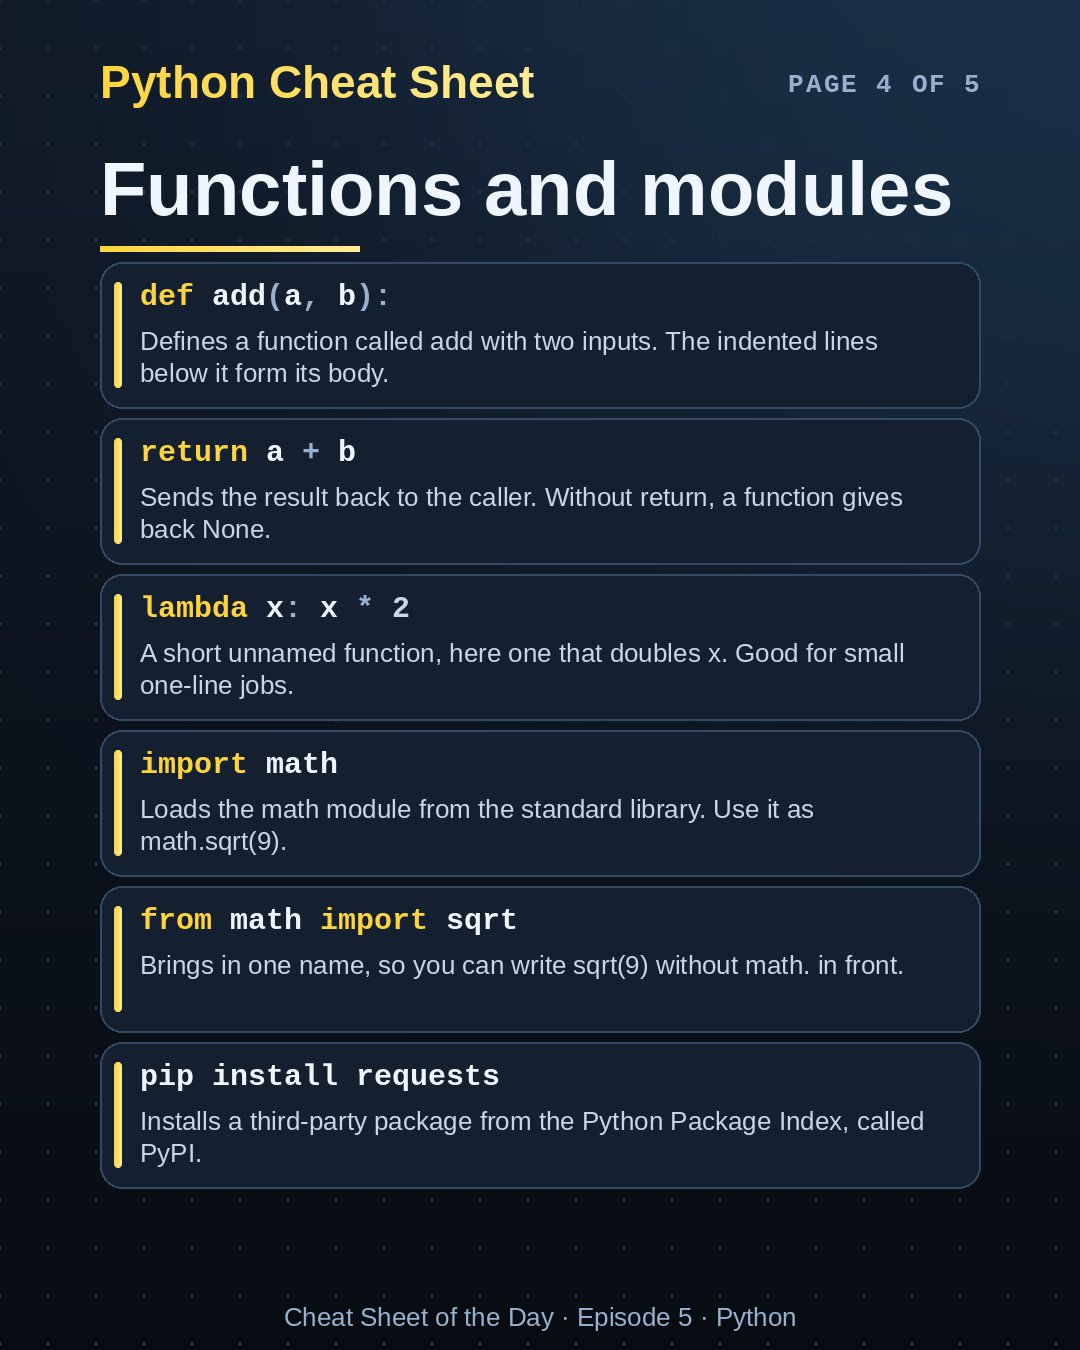 Python Cheat Sheet
PAGE 4 OF 5
Functions and modules
def add(a, b):
Defines a function called add with two inputs. The indented lines
below it form its body.
return a + b
Sends the result back to the caller. Without return, a function gives
back None.
lambda x: x * 2
A short unnamed function, here one that doubles x. Good for small
one-line jobs.
import math
Loads the math module from the standard library. Use it as
math.sqrt(9).
from math import sqrt
Brings in one name, so you can write sqrt(9) without math. in front.
pip install requests
Installs a third-party package from the Python Package Index, called
PyPI.
Cheat Sheet of the Day · Episode 5 · Python